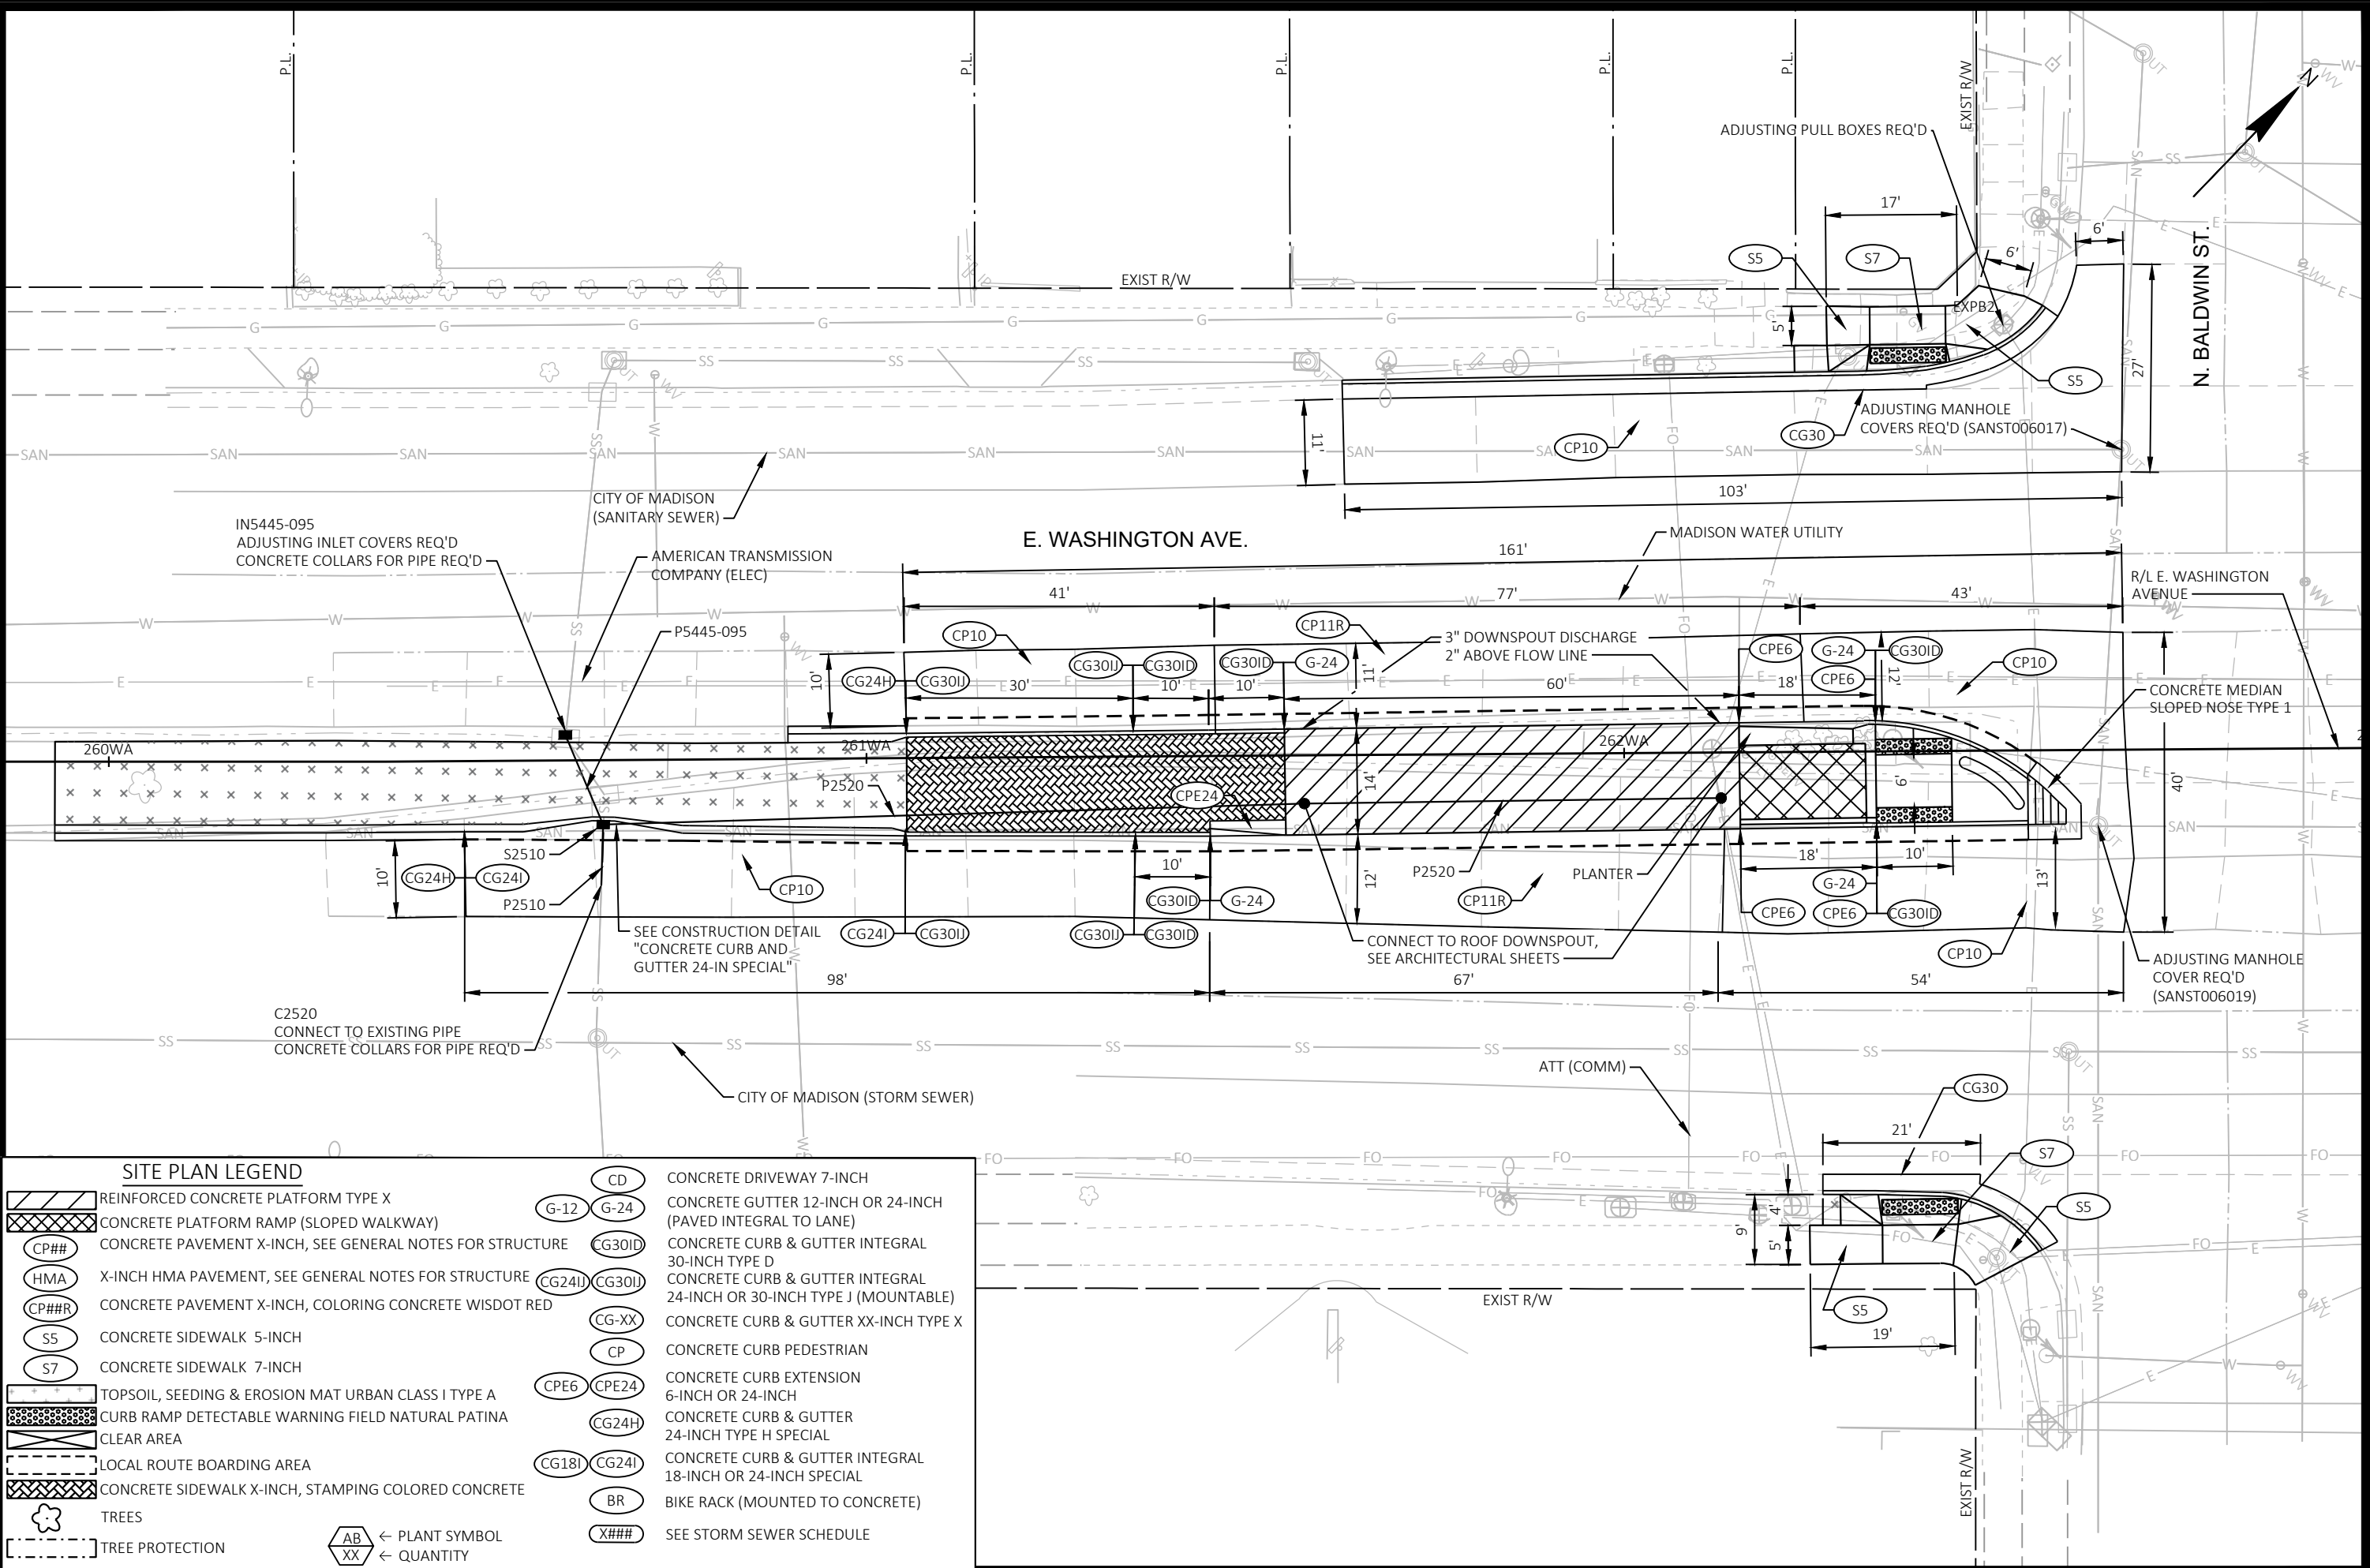 P.L.
P.L.
P.L.
P.L.
P.L.
EXIST R/W
N
ADJUSTING PULL BOXES REQ'D
17'
6'
6'
S5
S7
EXIST R/W
EXPB2
5'
S5
27'
N. BALDWIN ST.
ADJUSTING MANHOLE
COVERS REQ'D (SANST006017)
CG30
CP10
11'
103'
CITY OF MADISON
(SANITARY SEWER)
IN5445-095
ADJUSTING INLET COVERS REQ'D
CONCRETE COLLARS FOR PIPE REQ'D
AMERICAN TRANSMISSION
COMPANY (ELEC)
E. WASHINGTON AVE.
MADISON WATER UTILITY
161'
R/L E. WASHINGTON
AVENUE
41'
77'
43'
P5445-095
CP10
CP11R
3" DOWNSPOUT DISCHARGE
2" ABOVE FLOW LINE
CPE6
G-24
CG30ID
CPE6
CP10
10'
CG24H
CG30IJ
CG30IJ
CG30ID
CG30ID
G-24
11'
12'
30'
10'
10'
60'
18'
CONCRETE MEDIAN
SLOPED NOSE TYPE 1
260WA
261WA
262WA
P2520
CPE24
14'
6'
40'
S2510
10'
CG24H
CG24I
P2510
CP10
10'
CG30ID
G-24
12'
P2520
CP11R
PLANTER
18'
10'
G-24
CPE6
CPE6
CG30ID
13'
CG24I
CG30IJ
CG30IJ
CG30ID
SEE CONSTRUCTION DETAIL
"CONCRETE CURB AND
GUTTER 24-IN SPECIAL"
CONNECT TO ROOF DOWNSPOUT,
SEE ARCHITECTURAL SHEETS
CP10
ADJUSTING MANHOLE
COVER REQ'D
(SANST006019)
98'
67'
54'
C2520
CONNECT TO EXISTING PIPE
CONCRETE COLLARS FOR PIPE REQ'D
CITY OF MADISON (STORM SEWER)
ATT (COMM)
CG30
21'
S7
S5
9'
4'
5'
S5
19'
EXIST R/W
EXIST R/W
SITE PLAN LEGEND
REINFORCED CONCRETE PLATFORM TYPE X
CONCRETE PLATFORM RAMP (SLOPED WALKWAY)
CP## CONCRETE PAVEMENT X-INCH, SEE GENERAL NOTES FOR STRUCTURE
HMA X-INCH HMA PAVEMENT, SEE GENERAL NOTES FOR STRUCTURE
CP##R CONCRETE PAVEMENT X-INCH, COLORING CONCRETE WISDOT RED
S5 CONCRETE SIDEWALK 5-INCH
S7 CONCRETE SIDEWALK 7-INCH
TOPSOIL, SEEDING & EROSION MAT URBAN CLASS I TYPE A
CURB RAMP DETECTABLE WARNING FIELD NATURAL PATINA
CLEAR AREA
LOCAL ROUTE BOARDING AREA
CONCRETE SIDEWALK X-INCH, STAMPING COLORED CONCRETE
TREES
TREE PROTECTION
AB ← PLANT SYMBOL
XX ← QUANTITY
CD CONCRETE DRIVEWAY 7-INCH
G-12 G-24 CONCRETE GUTTER 12-INCH OR 24-INCH
(PAVED INTEGRAL TO LANE)
CG30ID CONCRETE CURB & GUTTER INTEGRAL
30-INCH TYPE D
CG24IJ CG30IJ CONCRETE CURB & GUTTER INTEGRAL
24-INCH OR 30-INCH TYPE J (MOUNTABLE)
CG-XX CONCRETE CURB & GUTTER XX-INCH TYPE X
CP CONCRETE CURB PEDESTRIAN
CPE6 CPE24 CONCRETE CURB EXTENSION
6-INCH OR 24-INCH
CG24H CONCRETE CURB & GUTTER
24-INCH TYPE H SPECIAL
CG18I CG24I CONCRETE CURB & GUTTER INTEGRAL
18-INCH OR 24-INCH SPECIAL
BR BIKE RACK (MOUNTED TO CONCRETE)
X### SEE STORM SEWER SCHEDULE